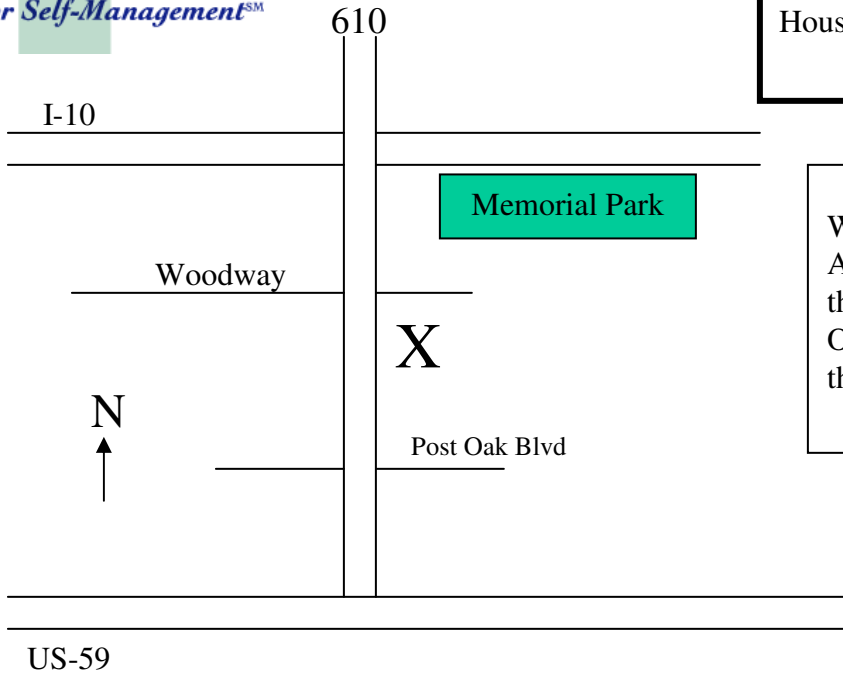 r Self-Management℠
610
Hous
I-10
Memorial Park
Woodway
X
N
Post Oak Blvd
US-59
W
A
th
O
th